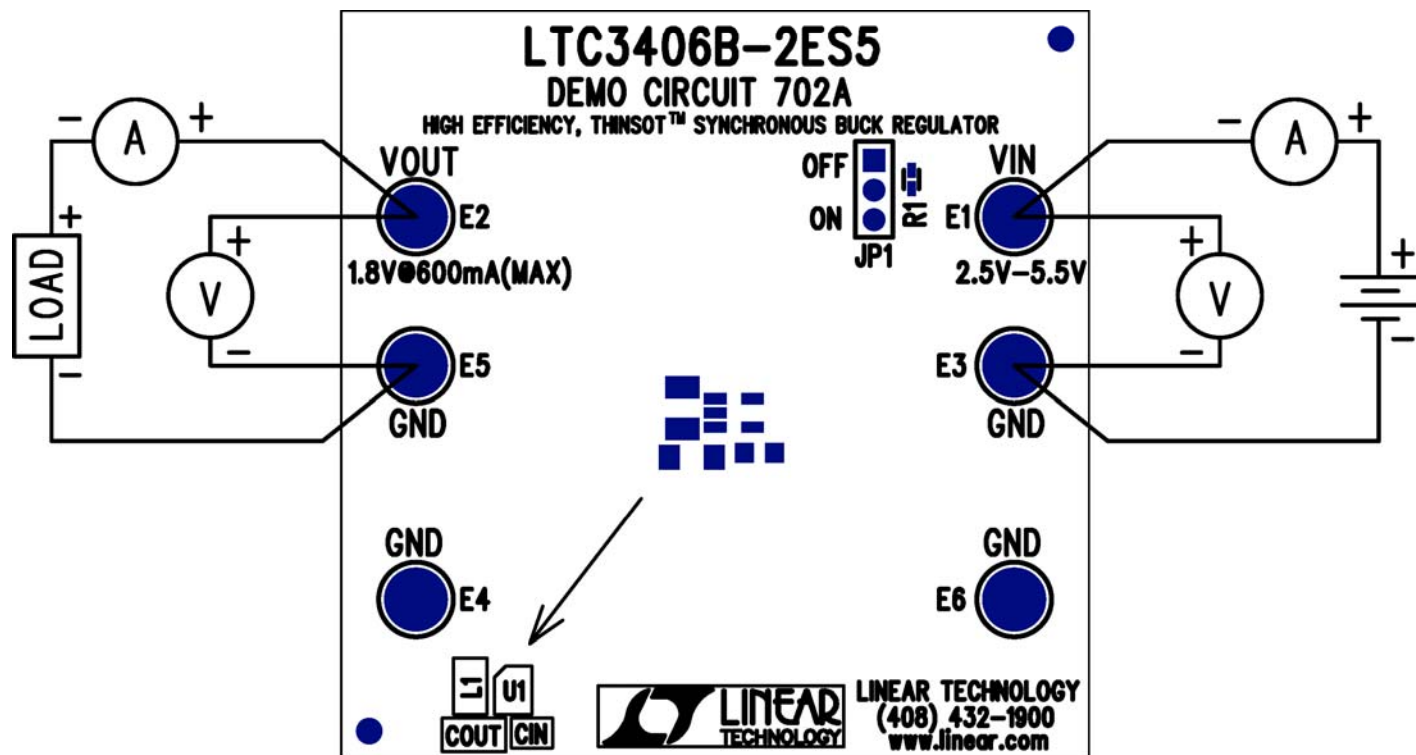 LTC3406B-2ES5
DEMO CIRCUIT 702A
HIGH EFFICIENCY, THINSOT™ SYNCHRONOUS BUCK REGULATOR
- A +
VOUT
E2
1.8V@600mA(MAX)
+
LOAD
-
+
V
-
E5
GND
OFF
ON
JP1
R1
VIN
E1
2.5V-5.5V
- A +
+
V
-
+
-
E3
GND
GND
E4
GND
E6
L1
U1
COUT
CIN
LINEAR
TECHNOLOGY
LINEAR TECHNOLOGY
(408) 432-1900
www.linear.com